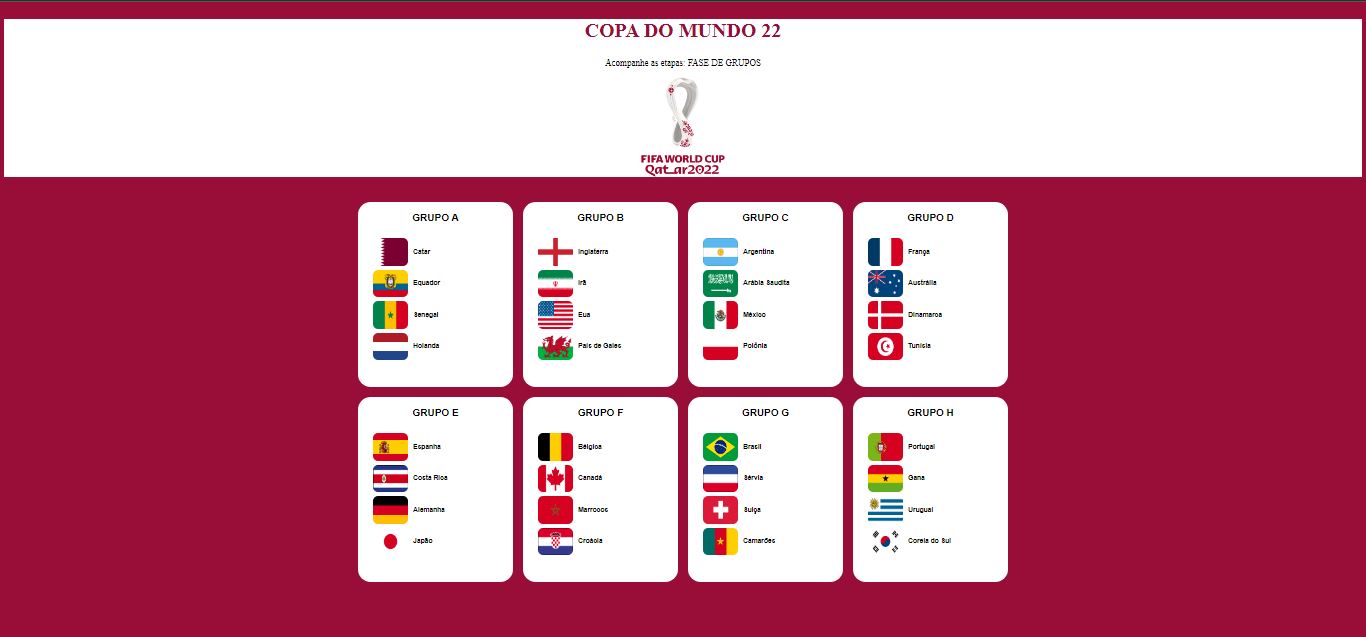 COPA DO MUNDO 22
Acompanhe as etapas: FASE DE GRUPOS
FIFA WORLD CUP
Qatar2022
GRUPO A
Catar
Equador
Senegal
Holanda
GRUPO B
Inglaterra
Irã
Eua
País de Gales
GRUPO C
Argentina
Arábia Saudita
México
Polônia
GRUPO D
França
Austrália
Dinamarca
Tunísia
GRUPO E
Espanha
Costa Rica
Alemanha
Japão
GRUPO F
Bélgica
Canadá
Marrocos
Croácia
GRUPO G
Brasil
Sérvia
Suíça
Camarões
GRUPO H
Portugal
Gana
Uruguai
Coreia do Sul